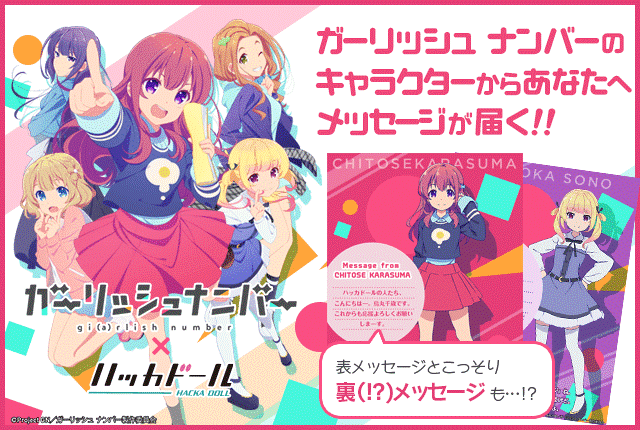 ガーリッシュ ナンバーの
キャラクターからあなたへ
メッセージが届く!!
CHITOSEKARASUMA
OKA SONO
Message from
CHITOSE KARASUMA
ハッカドールの人たち、
こんにちはー、烏丸千歳です。
これからも応援よろしくお願い
しまーす。
ガーリッシュナンバー
gi(a)rlish number
×
ハッカドール
HACKA DOLL
表メッセージとこっそり
裏(!?)メッセージ も…!?
©Project GN/ガーリッシュ ナンバー製作委員会